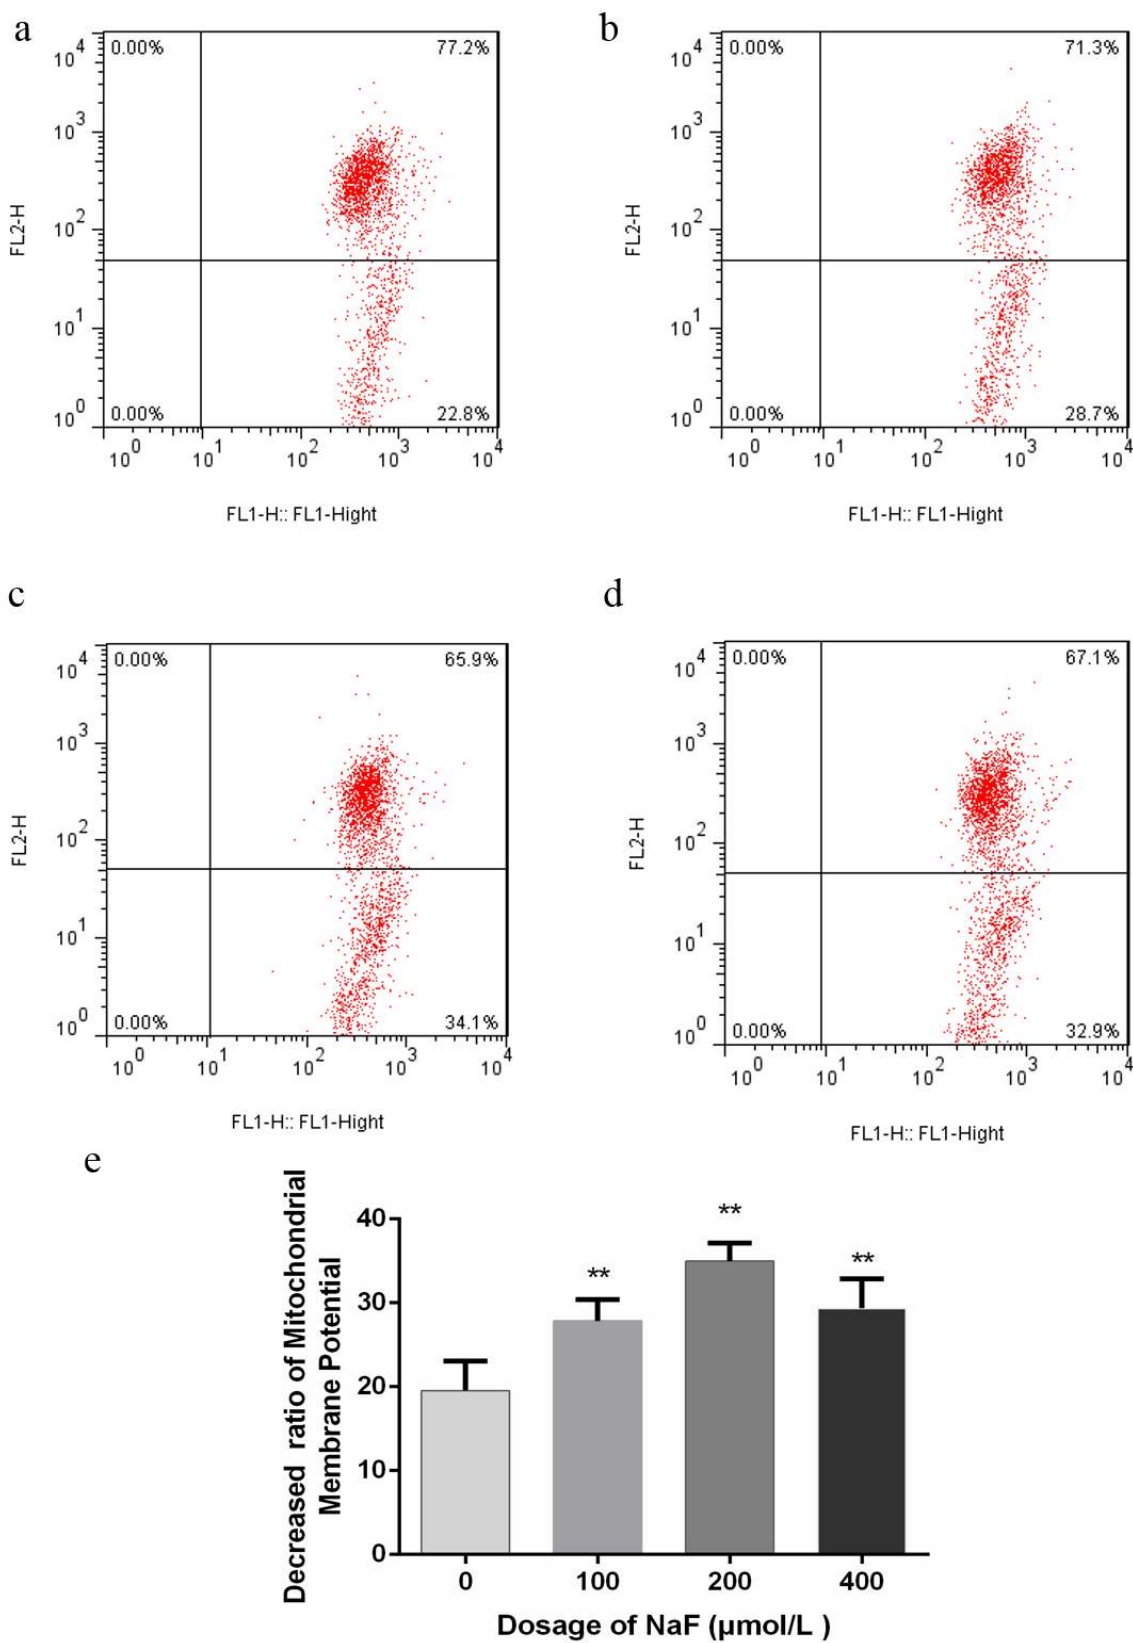 a
0.00%
77.2%
10^4
10^3
10^2
10^1
10^0
FL2-H
0.00%
22.8%
10^0 10^1 10^2 10^3 10^4
FL1-H:: FL1-Hight
b
0.00%
71.3%
10^4
10^3
10^2
10^1
10^0
FL2-H
0.00%
28.7%
10^0 10^1 10^2 10^3 10^4
FL1-H:: FL1-Hight
c
0.00%
65.9%
10^4
10^3
10^2
10^1
10^0
FL2-H
0.00%
34.1%
10^0 10^1 10^2 10^3 10^4
FL1-H:: FL1-Hight
d
0.00%
67.1%
10^4
10^3
10^2
10^1
10^0
FL2-H
0.00%
32.9%
10^0 10^1 10^2 10^3 10^4
FL1-H:: FL1-Hight
e
Decreased ratio of Mitochondrial
Membrane Potential
40
30
20
10
0
**
**
**
0 100 200 400
Dosage of NaF (μmol/L )